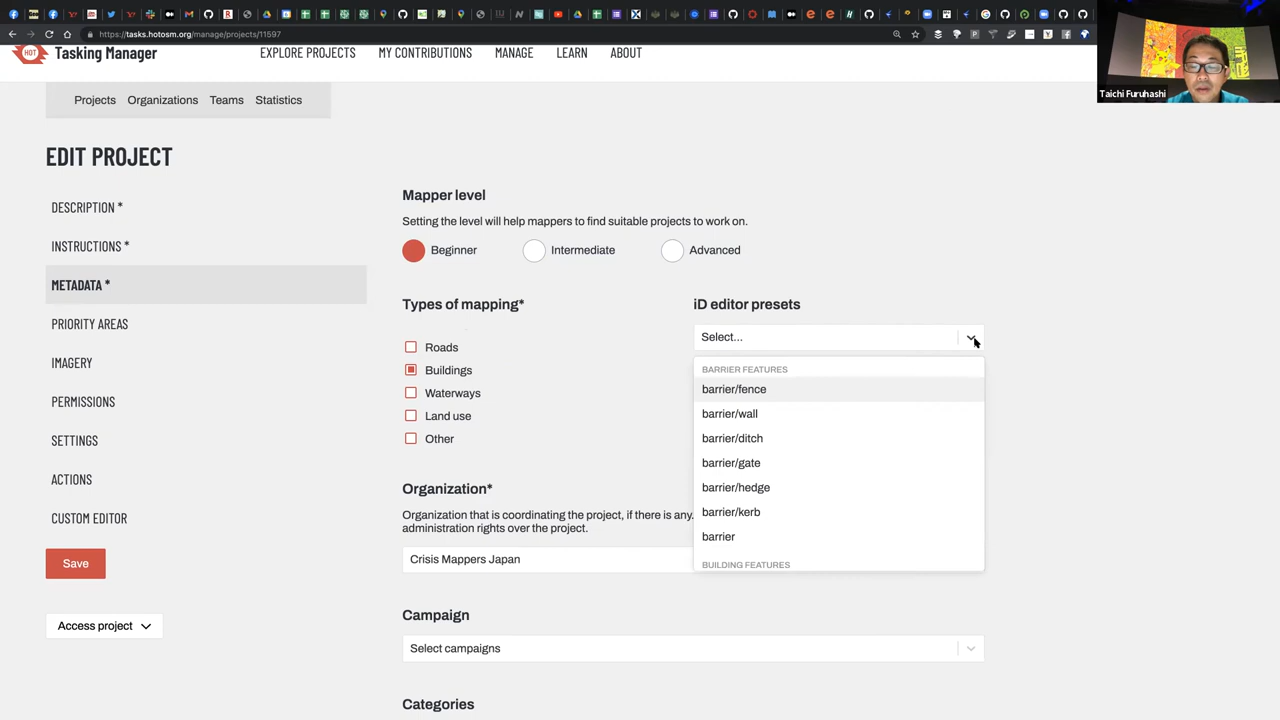 https://tasks.hotosm.org/manage/projects/11597
HOT
Tasking Manager
EXPLORE PROJECTS
MY CONTRIBUTIONS
MANAGE
LEARN
ABOUT
Taichi Furuhashi
Projects
Organizations
Teams
Statistics
EDIT PROJECT
DESCRIPTION *
INSTRUCTIONS *
METADATA *
PRIORITY AREAS
IMAGERY
PERMISSIONS
SETTINGS
ACTIONS
CUSTOM EDITOR
Save
Access project
Mapper level
Setting the level will help mappers to find suitable projects to work on.
Beginner
Intermediate
Advanced
Types of mapping*
Roads
Buildings
Waterways
Land use
Other
iD editor presets
Select...
BARRIER FEATURES
barrier/fence
barrier/wall
barrier/ditch
barrier/gate
barrier/hedge
barrier/kerb
barrier
BUILDING FEATURES
Organization*
Organization that is coordinating the project, if there is any.
administration rights over the project.
Crisis Mappers Japan
Campaign
Select campaigns
Categories